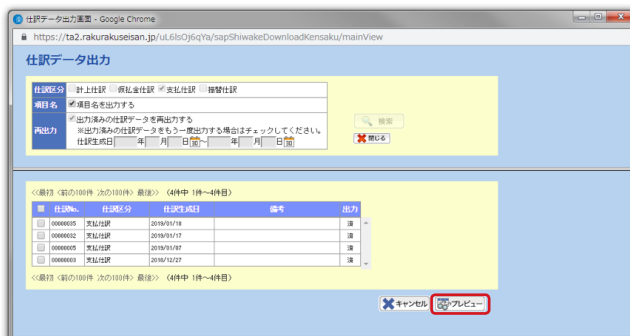 仕訳データ出力画面 - Google Chrome
https://ta2.rakurakuseisan.jp/uL6lsOj6qYa/sapShiwakeDownloadKensaku/mainView
仕訳データ出力
仕訳区分 計上仕訳 仮払金仕訳 支払仕訳 振替仕訳
項目名 項目名を出力する
再出力 出力済みの仕訳データを再出力する
※出力済みの仕訳データをもう一度出力する場合はチェックしてください。
仕訳生成日 年 月 日 ~ 年 月 日
検索
閉じる
<<最初 <前の100件 次の100件> 最後>> (4件中 1件～4件目)
仕訳No. 仕訳区分 仕訳生成日 備考 出力
00000035 支払仕訳 2019/01/18 済
00000032 支払仕訳 2019/01/17 済
00000005 支払仕訳 2019/01/07 済
00000003 支払仕訳 2016/12/27 済
<<最初 <前の100件 次の100件> 最後>> (4件中 1件～4件目)
キャンセル プレビュー